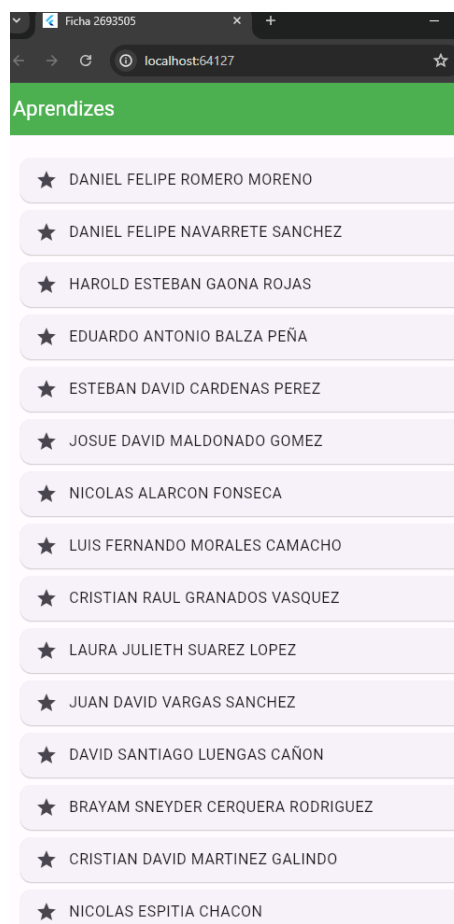 Ficha 2693505
localhost:64127
Aprendizes
DANIEL FELIPE ROMERO MORENO
DANIEL FELIPE NAVARRETE SANCHEZ
HAROLD ESTEBAN GAONA ROJAS
EDUARDO ANTONIO BALZA PEÑA
ESTEBAN DAVID CARDENAS PEREZ
JOSUE DAVID MALDONADO GOMEZ
NICOLAS ALARCON FONSECA
LUIS FERNANDO MORALES CAMACHO
CRISTIAN RAUL GRANADOS VASQUEZ
LAURA JULIETH SUAREZ LOPEZ
JUAN DAVID VARGAS SANCHEZ
DAVID SANTIAGO LUENGAS CAÑON
BRAYAM SNEYDER CERQUERA RODRIGUEZ
CRISTIAN DAVID MARTINEZ GALINDO
NICOLAS ESPITIA CHACON